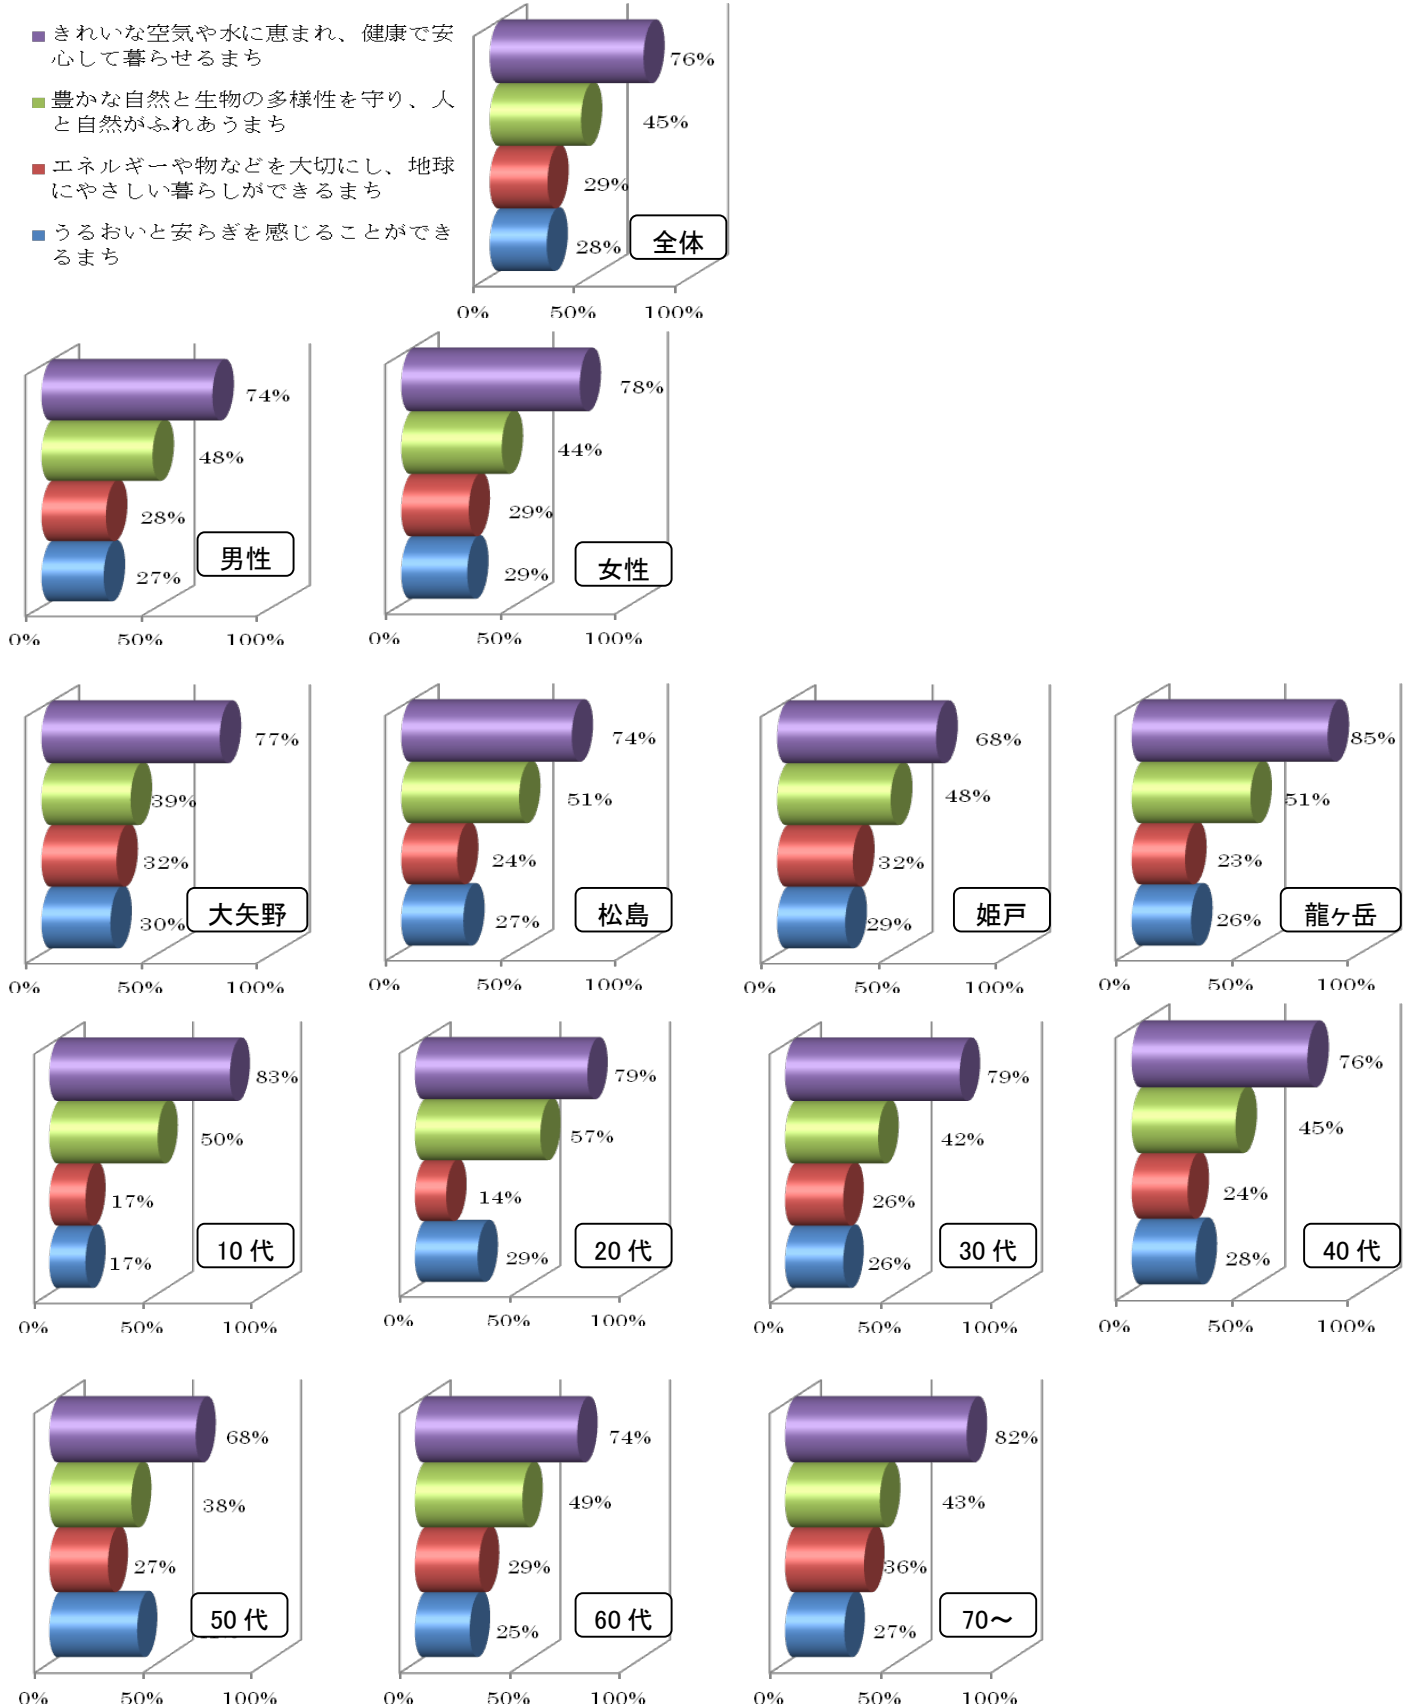 きれいな空気や水に恵まれ、健康で安
心して暮らせるまち
豊かな自然と生物の多様性を守り、人
と自然がふれあうまち
エネルギーや物などを大切にし、地球
にやさしい暮らしができるまち
うるおいと安らぎを感じることができ
るまち
76%
45%
29%
28%
全体
0% 50% 100%
74%
48%
28%
27%
男性
0% 50% 100%
78%
44%
29%
29%
女性
0% 50% 100%
77%
39%
32%
30%
大矢野
0% 50% 100%
74%
51%
24%
27%
松島
0% 50% 100%
68%
48%
32%
29%
姫戸
0% 50% 100%
85%
51%
23%
26%
龍ヶ岳
0% 50% 100%
83%
50%
17%
17%
10代
0% 50% 100%
79%
57%
14%
29%
20代
0% 50% 100%
79%
42%
26%
26%
30代
0% 50% 100%
76%
45%
24%
28%
40代
0% 50% 100%
68%
38%
27%
50代
0% 50% 100%
74%
49%
29%
25%
60代
0% 50% 100%
82%
43%
36%
27%
70～
0% 50% 100%